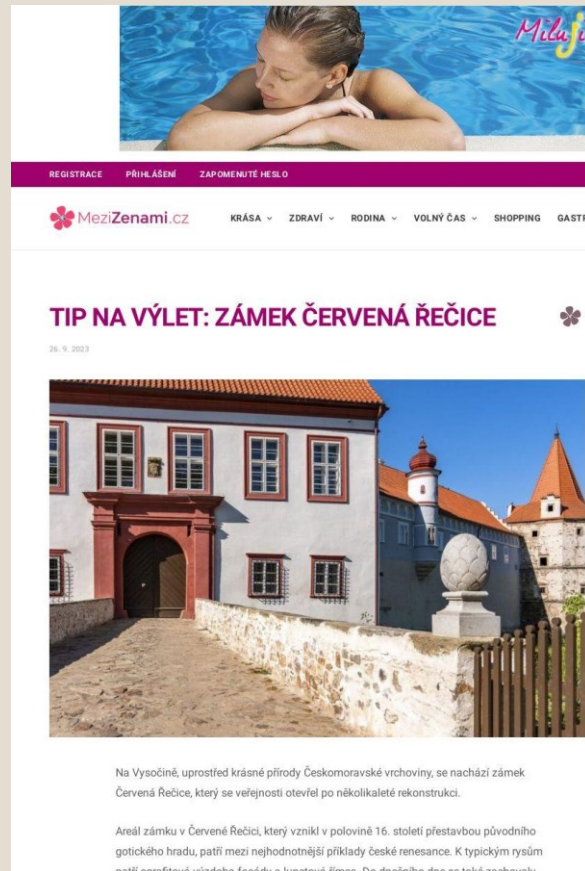 REGISTRACE PŘIHLÁŠENÍ ZAPOMENUTÉ HESLO
MeziZenami.cz KRÁSA ZDRAVÍ RODINA VOLNÝ ČAS SHOPPING
TIP NA VÝLET: ZÁMEK ČERVENÁ ŘEČICE
26. 9. 2023
Na Vysočině, uprostřed krásné přírody Českomoravské vrchoviny, se nachází zámek
Červená Řečice, který se veřejnosti otevřel po několikaleté rekonstrukci.
Areál zámku v Červené Řečici, který vznikl v polovině 16. století přestavbou původního
gotického hradu, patří mezi nejhodnotnější příklady české renesance. K typickým rysům